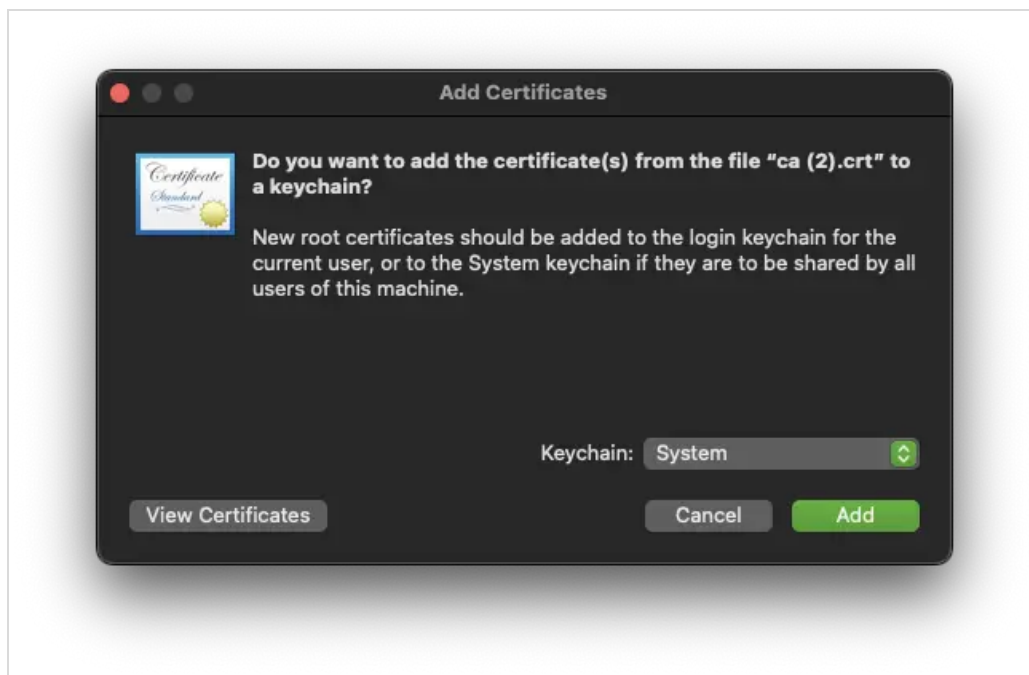 Add Certificates
Certificate
Standard
Do you want to add the certificate(s) from the file “ca (2).crt” to
a keychain?
New root certificates should be added to the login keychain for the
current user, or to the System keychain if they are to be shared by all
users of this machine.
Keychain: System
View Certificates Cancel Add